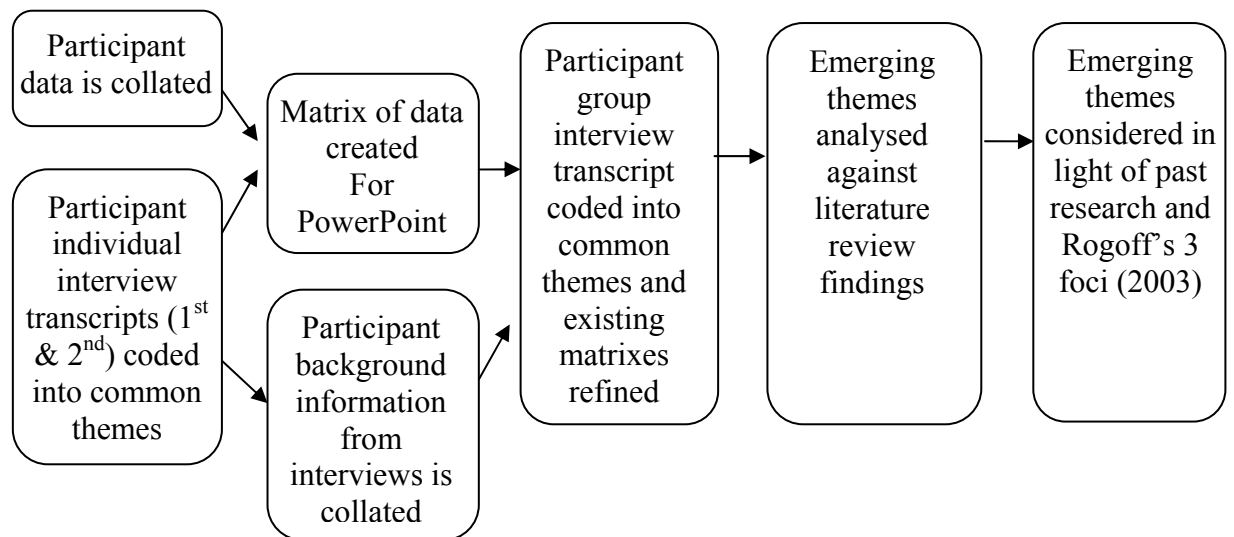 Participant
data is collated
Participant
individual
interview
transcripts (1st
& 2nd) coded
into common
themes
Matrix of data
created
For
PowerPoint
Participant
background
information
from
interviews is
collated
Participant
group
interview
transcript
coded into
common
themes and
existing
matrixes
refined
Emerging
themes
analysed
against
literature
review
findings
Emerging
themes
considered in
light of past
research and
Rogoff’s 3
foci (2003)